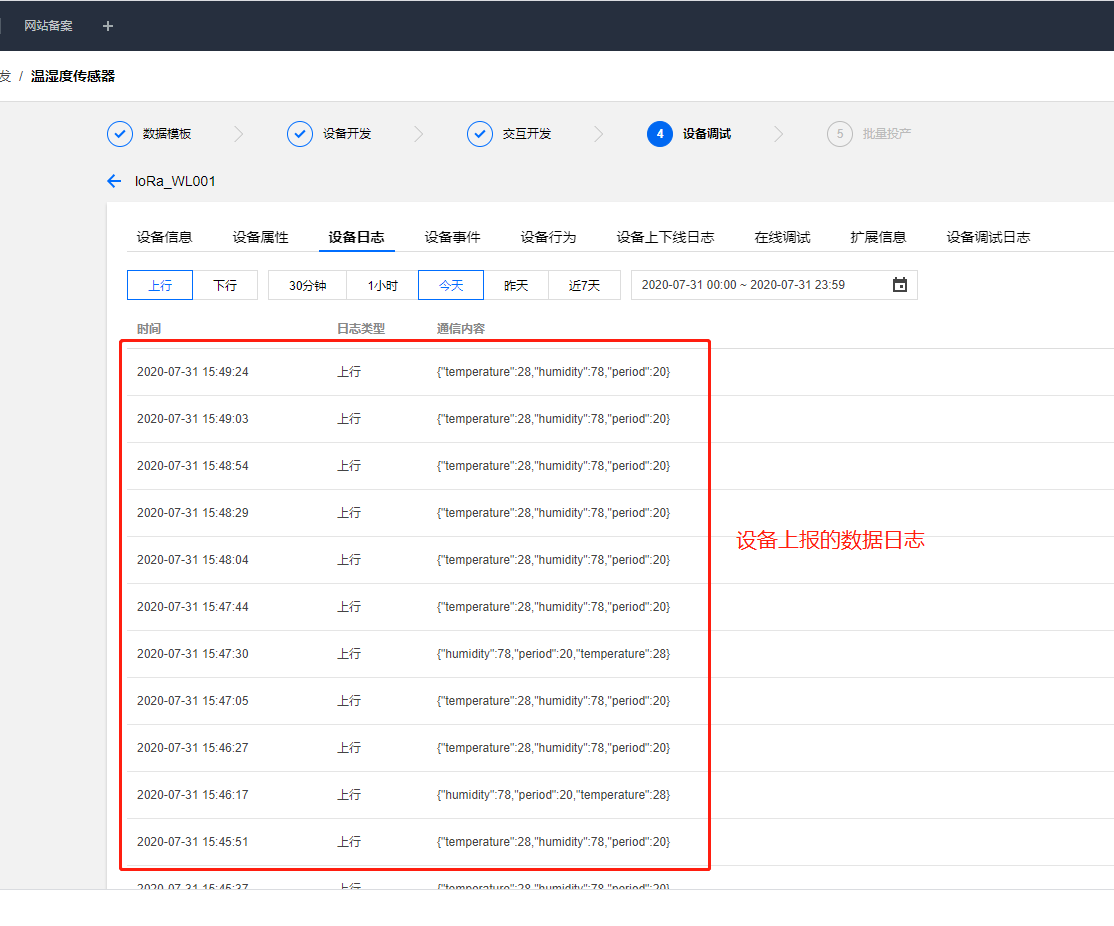 网站备案 +
发 / 温湿度传感器
数据模板 设备开发 交互开发 4 设备调试 5 批量投产
loRa_WL001
设备信息 设备属性 设备日志 设备事件 设备行为 设备上下线日志 在线调试 扩展信息 设备调试日志
上行 下行 30分钟 1小时 今天 昨天 近7天 2020-07-31 00:00 ~ 2020-07-31 23:59
时间 日志类型 通信内容
2020-07-31 15:49:24 上行 {"temperature":28,"humidity":78,"period":20}
2020-07-31 15:49:03 上行 {"temperature":28,"humidity":78,"period":20}
2020-07-31 15:48:54 上行 {"temperature":28,"humidity":78,"period":20}
2020-07-31 15:48:29 上行 {"temperature":28,"humidity":78,"period":20}
设备上报的数据日志
2020-07-31 15:48:04 上行 {"temperature":28,"humidity":78,"period":20}
2020-07-31 15:47:44 上行 {"temperature":28,"humidity":78,"period":20}
2020-07-31 15:47:30 上行 {"humidity":78,"period":20,"temperature":28}
2020-07-31 15:47:05 上行 {"temperature":28,"humidity":78,"period":20}
2020-07-31 15:46:27 上行 {"temperature":28,"humidity":78,"period":20}
2020-07-31 15:46:17 上行 {"humidity":78,"period":20,"temperature":28}
2020-07-31 15:45:51 上行 {"temperature":28,"humidity":78,"period":20}
2020-07-31 15:45:37 上行 {"temperature":28,"humidity":78,"period":20}